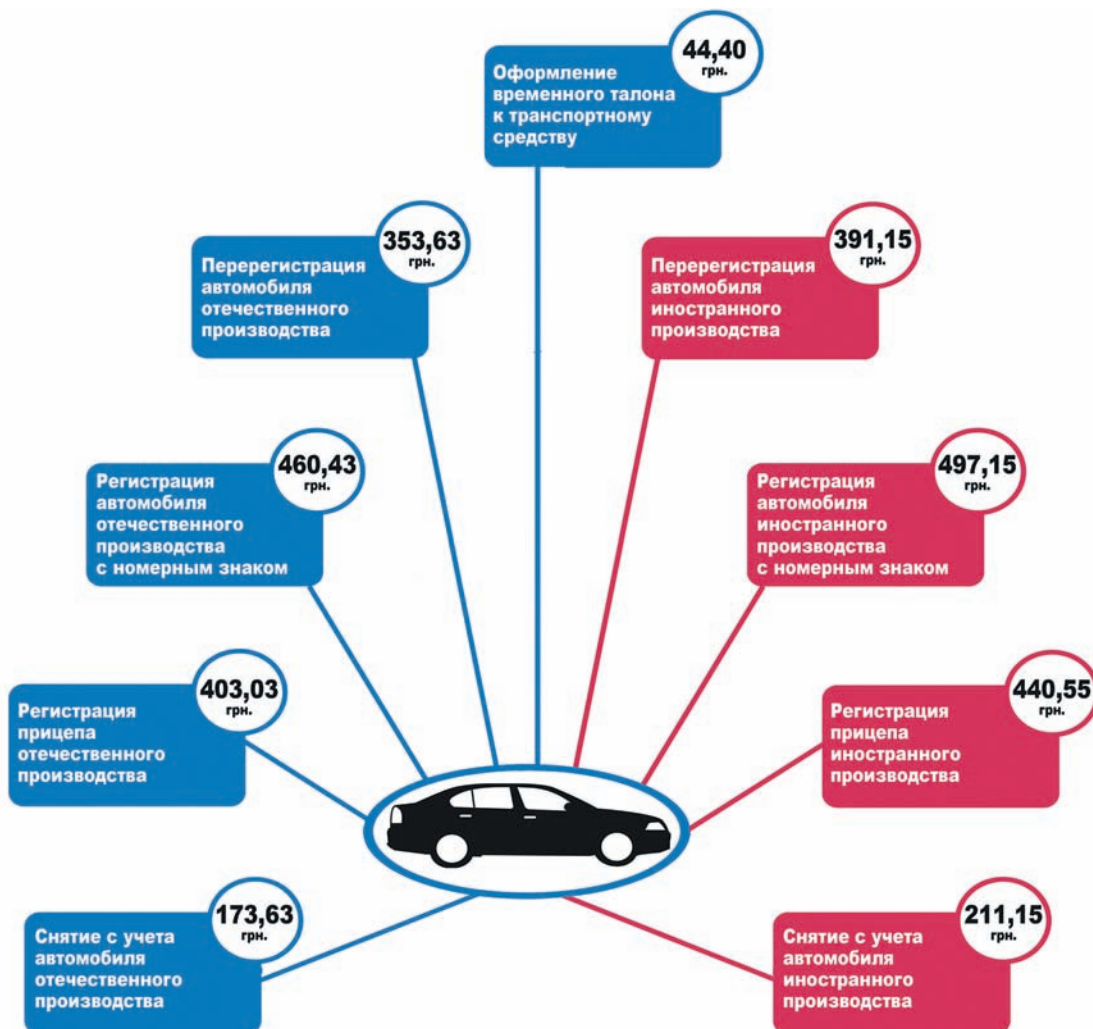 44,40
грн.
Оформление
временного талона
к транспортному
средству
353,63
грн.
Перерегистрация
автомобиля
отечественного
производства
391,15
грн.
Перерегистрация
автомобиля
иностранного
производства
460,43
грн.
Регистрация
автомобиля
отечественного
производства
с номерным знаком
497,15
грн.
Регистрация
автомобиля
иностранного
производства
с номерным знаком
403,03
грн.
Регистрация
прицепа
отечественного
производства
440,55
грн.
Регистрация
прицепа
иностранного
производства
173,63
грн.
Снятие с учета
автомобиля
отечественного
производства
211,15
грн.
Снятие с учета
автомобиля
иностранного
производства